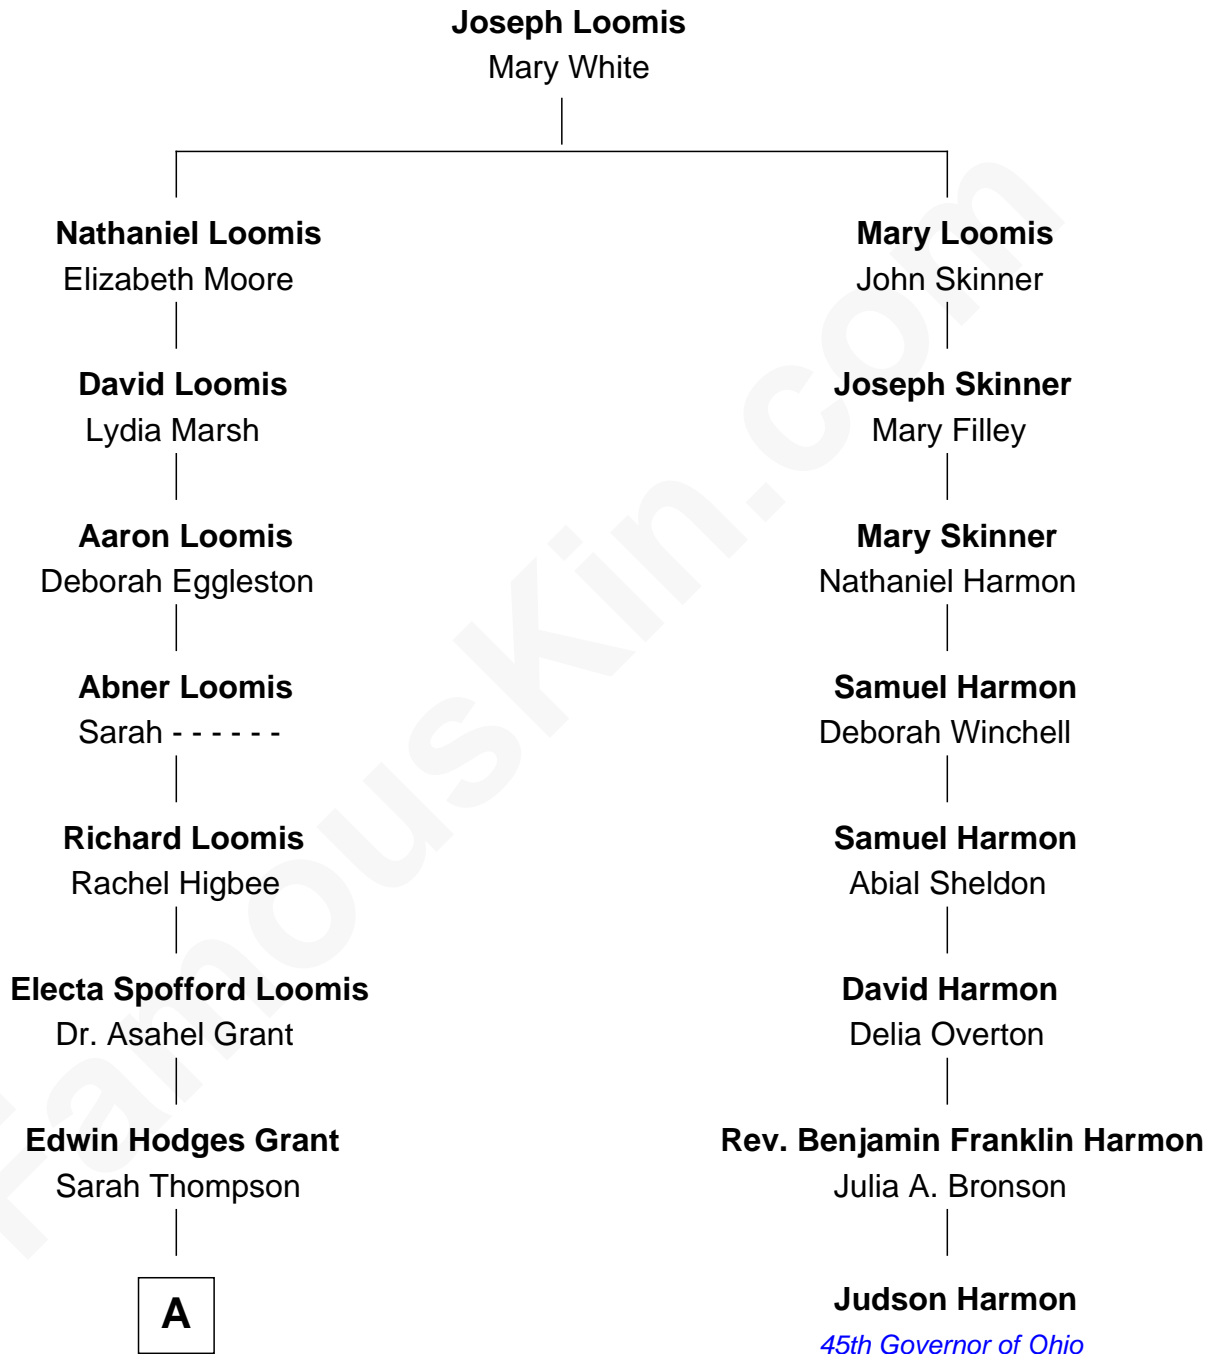 Joseph Loomis
Mary White
Nathaniel Loomis
Elizabeth Moore
Mary Loomis
John Skinner
David Loomis
Lydia Marsh
Joseph Skinner
Mary Filley
Aaron Loomis
Deborah Eggleston
Mary Skinner
Nathaniel Harmon
Abner Loomis
Sarah - - - - - -
Samuel Harmon
Deborah Winchell
Richard Loomis
Rachel Higbee
Samuel Harmon
Abial Sheldon
Electa Spofford Loomis
Dr. Asahel Grant
David Harmon
Delia Overton
Edwin Hodges Grant
Sarah Thompson
Rev. Benjamin Franklin Harmon
Julia A. Bronson
A
Judson Harmon
45th Governor of Ohio
FamousKin.com